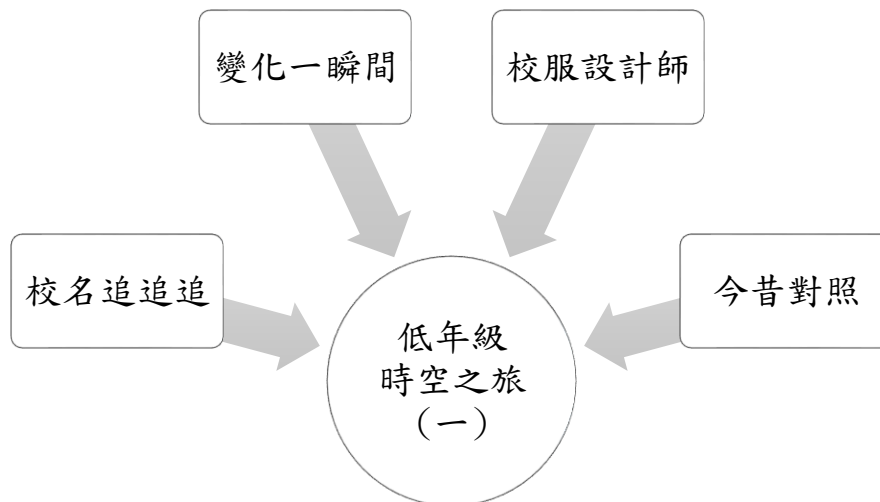 變化一瞬間
校服設計師
校名追追追
今昔對照
低年級
時空之旅
（一）